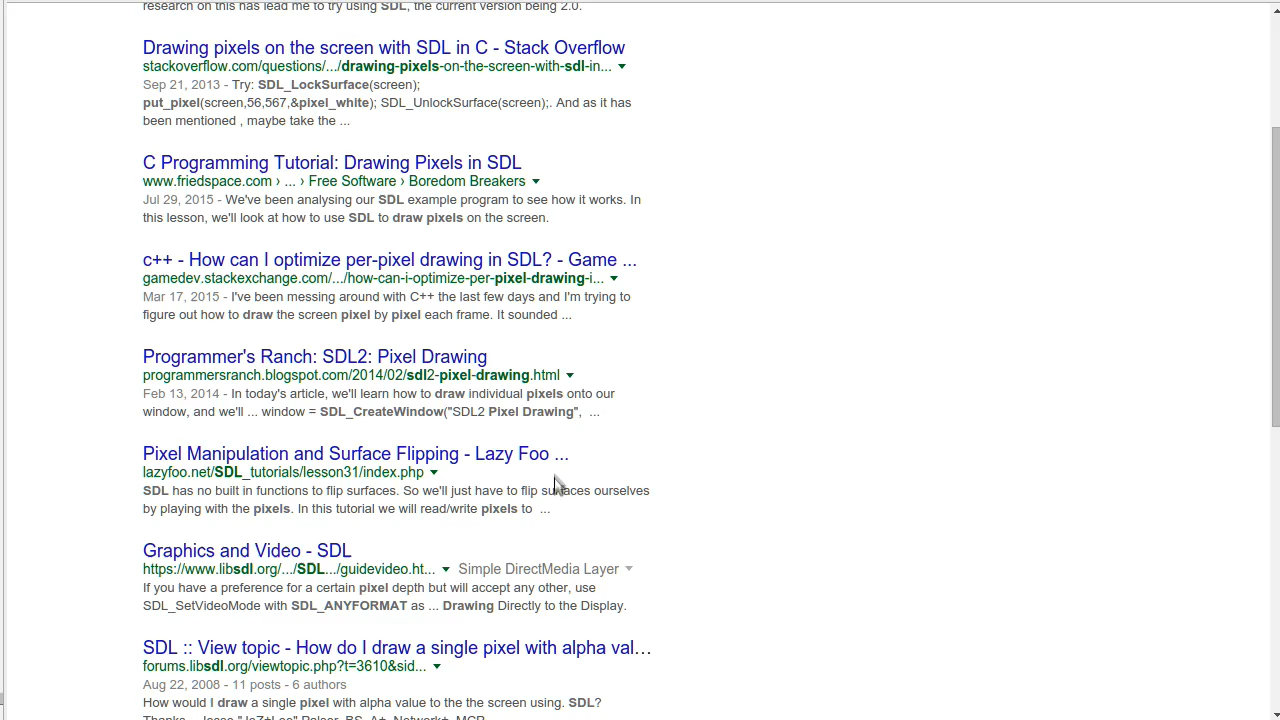 research on this has lead me to try using SDL, the current version being 2.0.
Drawing pixels on the screen with SDL in C - Stack Overflow
stackoverflow.com/questions/.../drawing-pixels-on-the-screen-with-sdl-in...
Sep 21, 2013 - Try: SDL_LockSurface(screen);
put_pixel(screen,56,567,&pixel_white); SDL_UnlockSurface(screen);. And as it has
been mentioned , maybe take the ...
C Programming Tutorial: Drawing Pixels in SDL
www.friedspace.com › ... › Free Software › Boredom Breakers
Jul 29, 2015 - We've been analysing our SDL example program to see how it works. In
this lesson, we'll look at how to use SDL to draw pixels on the screen.
c++ - How can I optimize per-pixel drawing in SDL? - Game ...
gamedev.stackexchange.com/.../how-can-i-optimize-per-pixel-drawing-i...
Mar 17, 2015 - I've been messing around with C++ the last few days and I'm trying to
figure out how to draw the screen pixel by pixel each frame. It sounded ...
Programmer's Ranch: SDL2: Pixel Drawing
programmersranch.blogspot.com/2014/02/sdl2-pixel-drawing.html
Feb 13, 2014 - In today's article, we'll learn how to draw individual pixels onto our
window, and we'll ... window = SDL_CreateWindow("SDL2 Pixel Drawing", ...
Pixel Manipulation and Surface Flipping - Lazy Foo ...
lazyfoo.net/SDL_tutorials/lesson31/index.php
SDL has no built in functions to flip surfaces. So we'll just have to flip surfaces ourselves
by playing with the pixels. In this tutorial we will read/write pixels to ...
Graphics and Video - SDL
https://www.libsdl.org/.../SDL.../guidevideo.ht... Simple DirectMedia Layer
If you have a preference for a certain pixel depth but will accept any other, use
SDL_SetVideoMode with SDL_ANYFORMAT as ... Drawing Directly to the Display.
SDL :: View topic - How do I draw a single pixel with alpha val...
forums.libsdl.org/viewtopic.php?t=3610&sid...
Aug 22, 2008 - 11 posts - 6 authors
How would I draw a single pixel with alpha value to the the screen using. SDL?